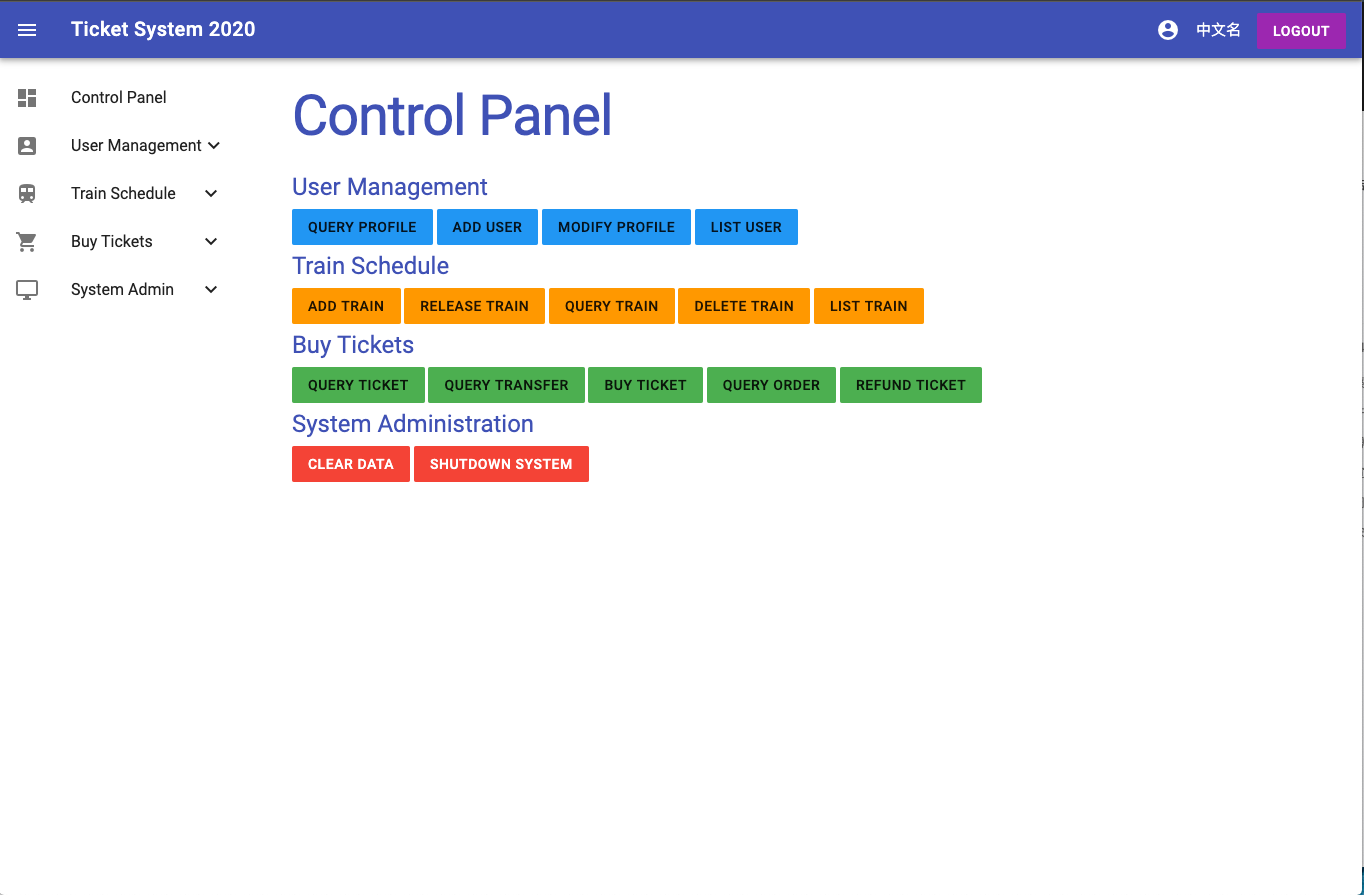 Ticket System 2020 中文名 LOGOUT
Control Panel
User Management
Train Schedule
Buy Tickets
System Admin
Control Panel
User Management
QUERY PROFILE ADD USER MODIFY PROFILE LIST USER
Train Schedule
ADD TRAIN RELEASE TRAIN QUERY TRAIN DELETE TRAIN LIST TRAIN
Buy Tickets
QUERY TICKET QUERY TRANSFER BUY TICKET QUERY ORDER REFUND TICKET
System Administration
CLEAR DATA SHUTDOWN SYSTEM